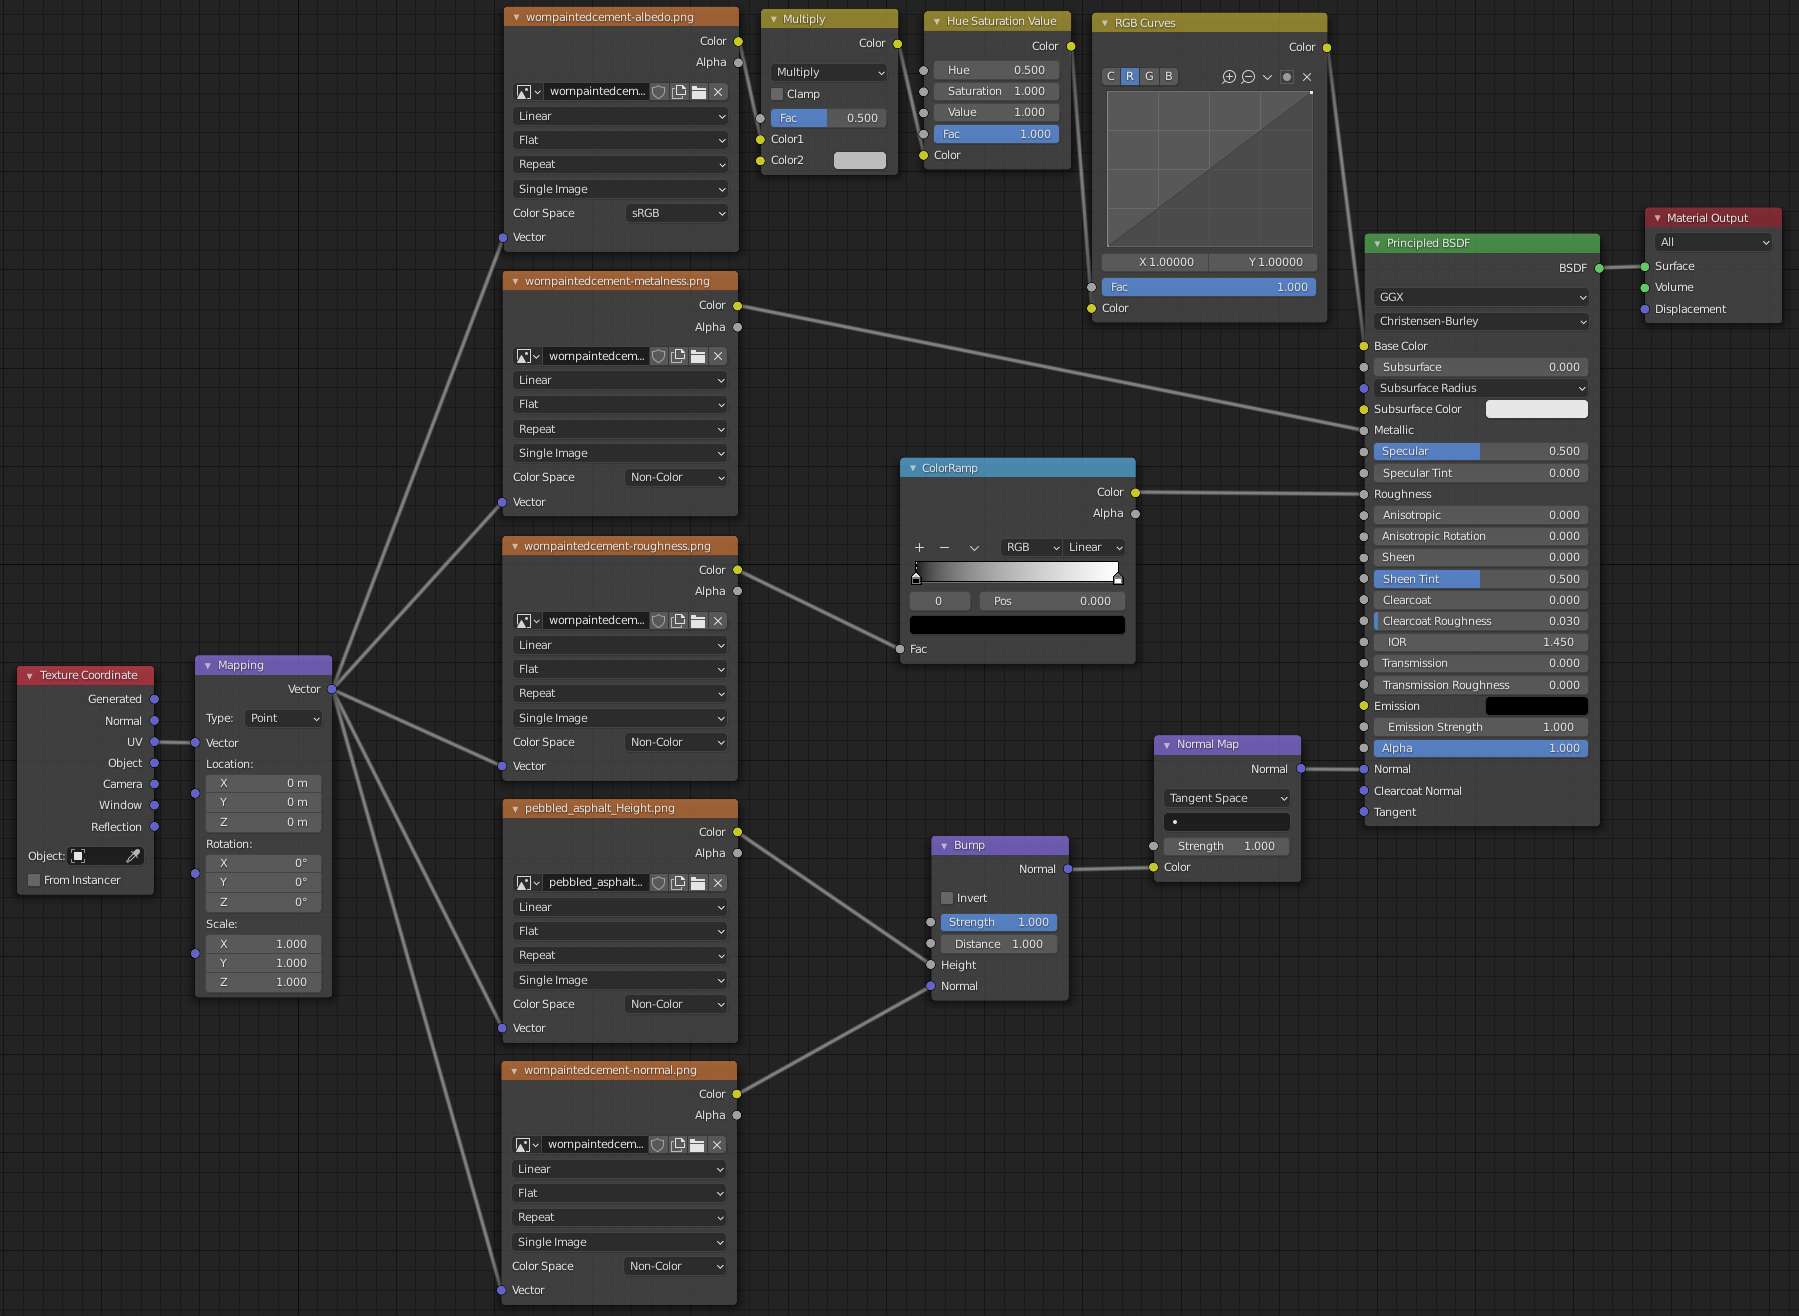 Texture Coordinate
Generated
Normal
UV
Object
Camera
Window
Reflection
Object:
From Instancer
Mapping
Vector
Type: Point
Vector
Location:
X 0 m
Y 0 m
Z 0 m
Rotation:
X 0°
Y 0°
Z 0°
Scale:
X 1.000
Y 1.000
Z 1.000
wornpaintedcement-albedo.png
Color
Alpha
wornpaintedcem...
Linear
Flat
Repeat
Single Image
Color Space sRGB
Vector
wornpaintedcement-metalness.png
Color
Alpha
wornpaintedcem...
Linear
Flat
Repeat
Single Image
Color Space Non-Color
Vector
wornpaintedcement-roughness.png
Color
Alpha
wornpaintedcem...
Linear
Flat
Repeat
Single Image
Color Space Non-Color
Vector
pebbled_asphalt_Height.png
Color
Alpha
pebbled_asphalt...
Linear
Flat
Repeat
Single Image
Color Space Non-Color
Vector
wornpaintedcement-norrmal.png
Color
Alpha
wornpaintedcem...
Linear
Flat
Repeat
Single Image
Color Space Non-Color
Vector
Multiply
Color
Multiply
Clamp
Fac 0.500
Color1
Color2
Hue Saturation Value
Color
Hue 0.500
Saturation 1.000
Value 1.000
Fac 1.000
Color
RGB Curves
Color
C R G B
X 1.00000 Y 1.00000
Fac 1.000
Color
ColorRamp
Color
Alpha
RGB Linear
0 Pos 0.000
Fac
Bump
Normal
Invert
Strength 1.000
Distance 1.000
Height
Normal
Normal Map
Normal
Tangent Space
Strength 1.000
Color
Principled BSDF
BSDF
GGX
Christensen-Burley
Base Color
Subsurface 0.000
Subsurface Radius
Subsurface Color
Metallic
Specular 0.500
Specular Tint 0.000
Roughness
Anisotropic 0.000
Anisotropic Rotation 0.000
Sheen 0.000
Sheen Tint 0.500
Clearcoat 0.000
Clearcoat Roughness 0.030
IOR 1.450
Transmission 0.000
Transmission Roughness 0.000
Emission
Emission Strength 1.000
Alpha 1.000
Normal
Clearcoat Normal
Tangent
Material Output
All
Surface
Volume
Displacement